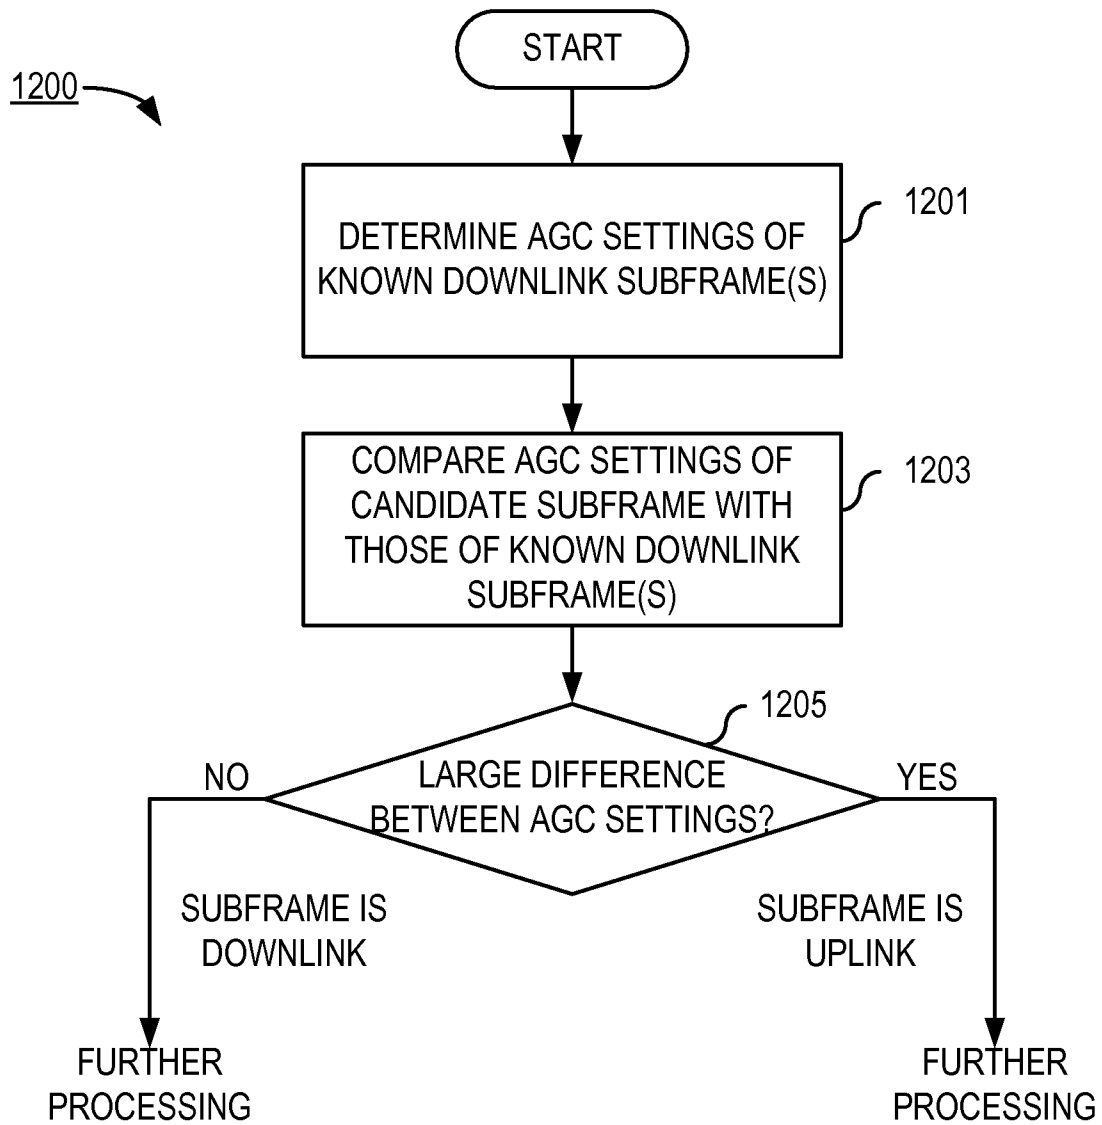 START
1200
1201
DETERMINE AGC SETTINGS OF
KNOWN DOWNLINK SUBFRAME(S)
1203
COMPARE AGC SETTINGS OF
CANDIDATE SUBFRAME WITH
THOSE OF KNOWN DOWNLINK
SUBFRAME(S)
1205
LARGE DIFFERENCE
BETWEEN AGC SETTINGS?
NO
YES
SUBFRAME IS
DOWNLINK
SUBFRAME IS
UPLINK
FURTHER
PROCESSING
FURTHER
PROCESSING